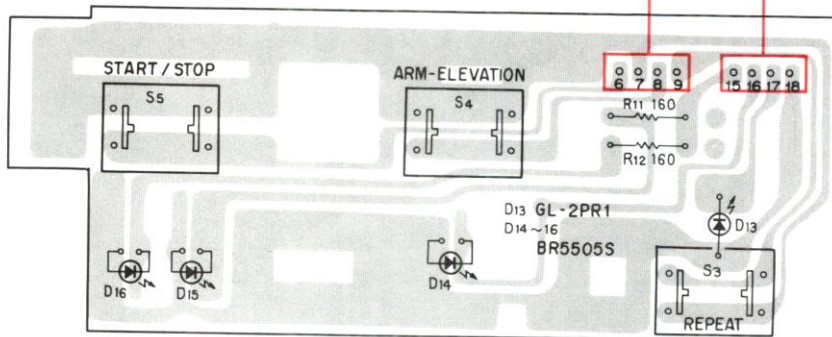 START / STOP
S5
ARM-ELEVATION
S4
6 7 8 9
15 16 17 18
R11 160
R12 160
D13 GL-2PR1
D14~16
BR5505S
D13
D16
D15
D14
S3
REPEAT